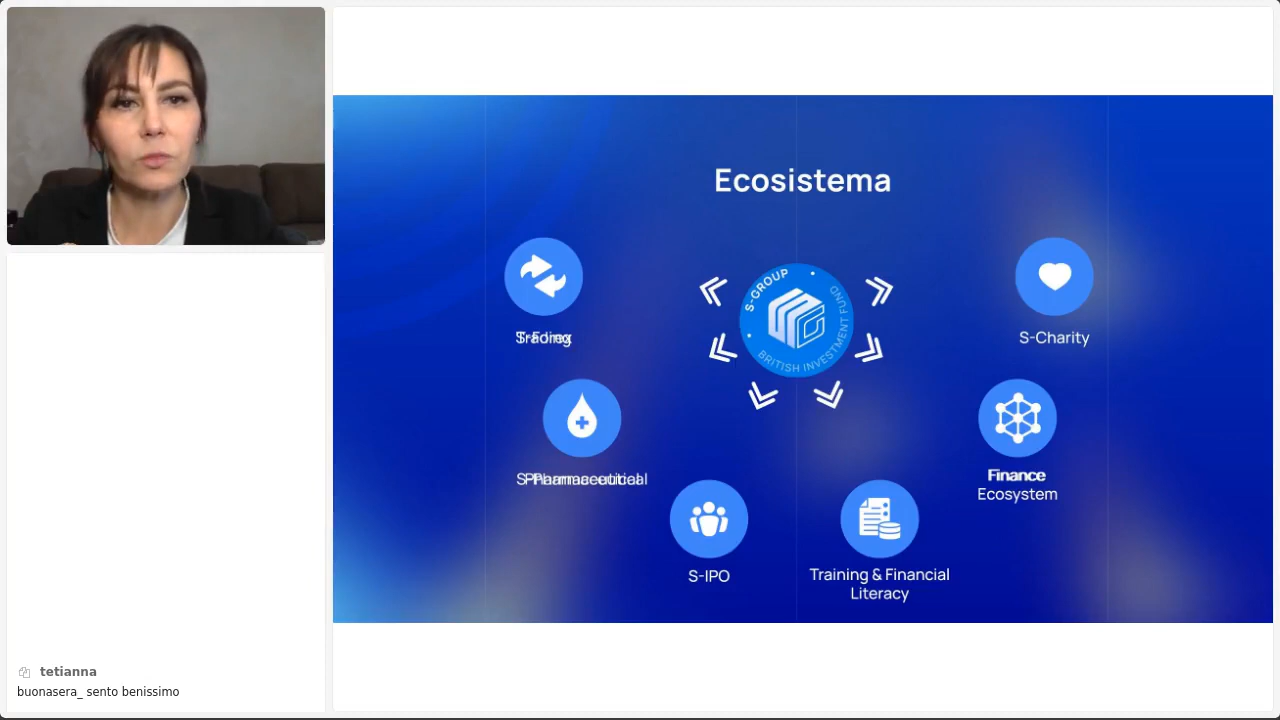 Ecosistema
S-GROUP
BRITISH INVESTMENT FUND
S-Charity
Finance
Ecosystem
S-IPO
Training & Financial
Literacy
tetianna
buonasera_ sento benissimo